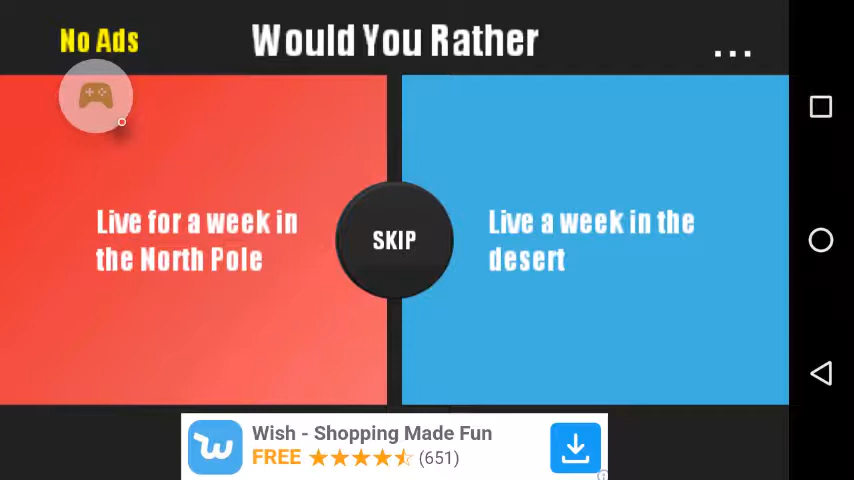 No Ads
Would You Rather
...
Live for a week in
the North Pole
SKIP
Live a week in the
desert
Wish - Shopping Made Fun
FREE (651)